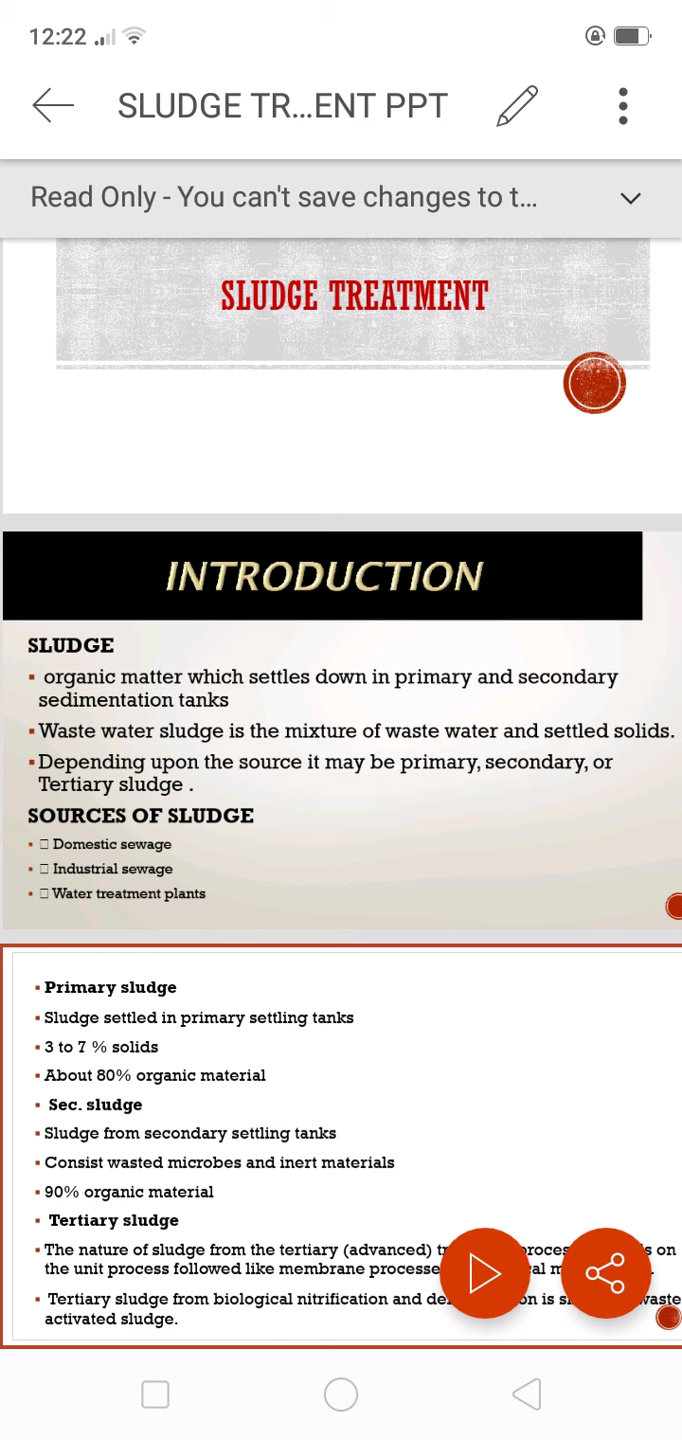 12:22
SLUDGE TR...ENT PPT
Read Only - You can't save changes to t...
SLUDGE TREATMENT
INTRODUCTION
SLUDGE
▪ organic matter which settles down in primary and secondary
sedimentation tanks
▪ Waste water sludge is the mixture of waste water and settled solids.
▪ Depending upon the source it may be primary, secondary, or
Tertiary sludge .
SOURCES OF SLUDGE
▪ □ Domestic sewage
▪ □ Industrial sewage
▪ □ Water treatment plants
▪ Primary sludge
▪ Sludge settled in primary settling tanks
▪ 3 to 7 % solids
▪ About 80% organic material
▪ Sec. sludge
▪ Sludge from secondary settling tanks
▪ Consist wasted microbes and inert materials
▪ 90% organic material
▪ Tertiary sludge
▪ The nature of sludge from the tertiary (advanced) on
the unit process followed like membrane
▪ Tertiary sludge from biological nitrification and is
activated sludge.